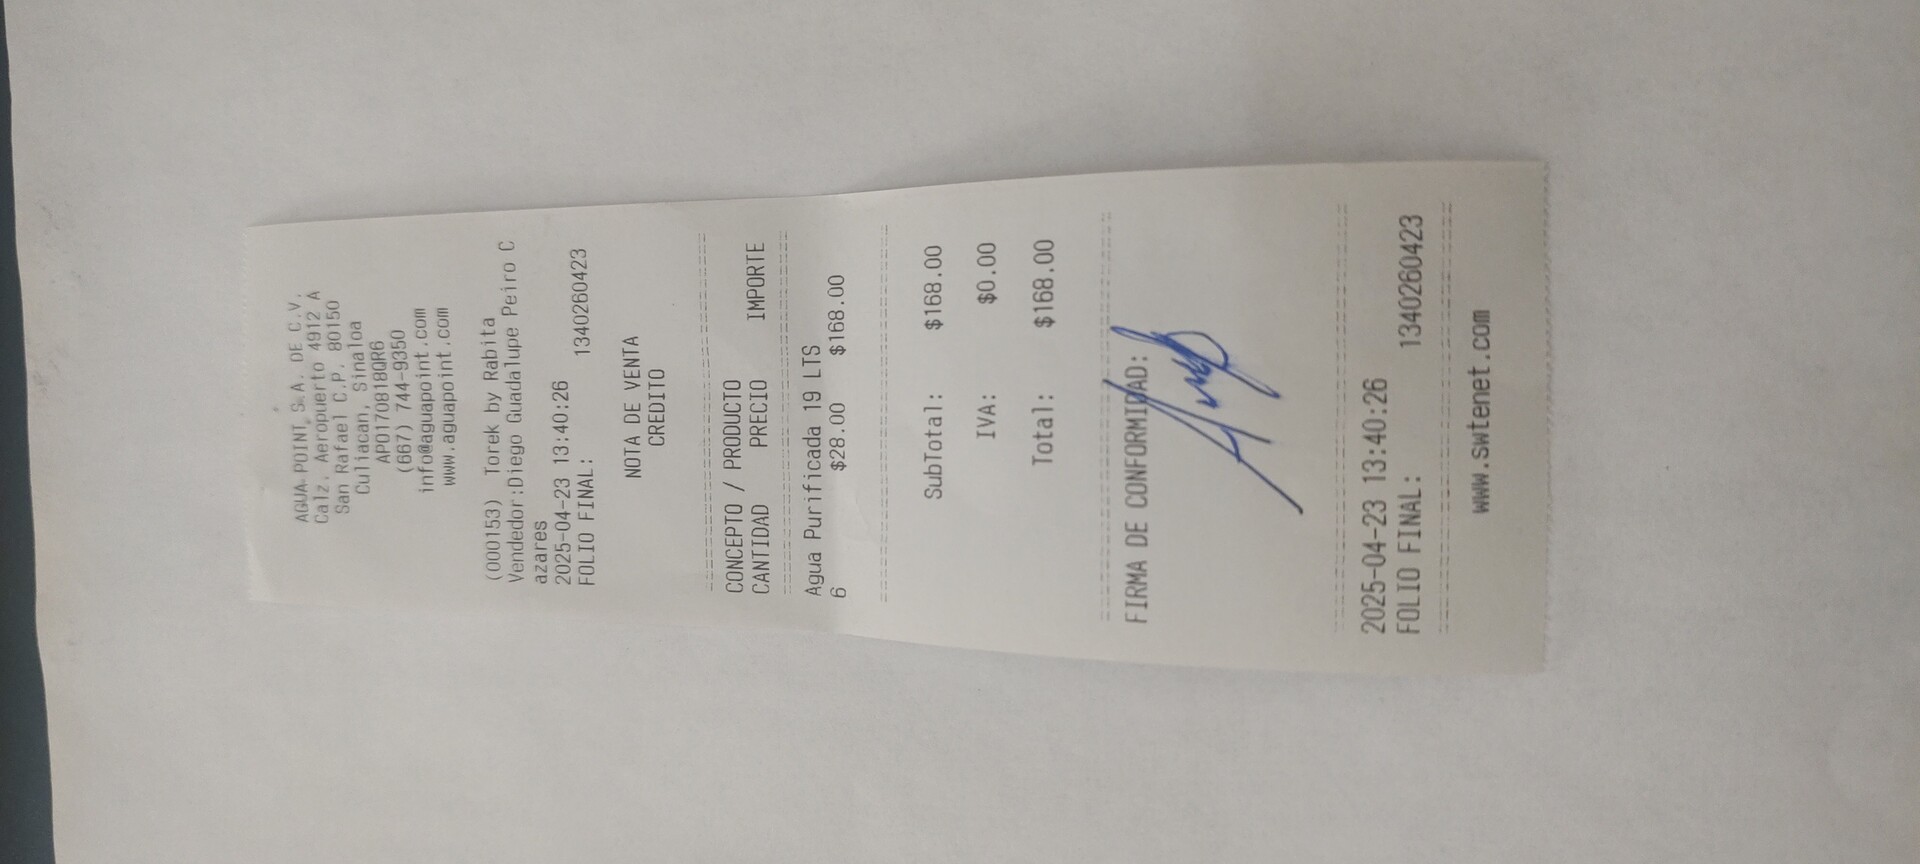 AGUA POINT S.A. DE C.V.
Calz. Aeropuerto 4912 A
San Rafael C.P. 80150
Culiacan, Sinaloa
APO170818QR6
(667) 744-9350
info@aguapoint.com
www.aguapoint.com
(000153) Torek by Rabita
Vendedor:Diego Guadalupe Peiro C
azares
2025-04-23 13:40:26
FOLIO FINAL: 1340260423
NOTA DE VENTA
CREDITO
CONCEPTO / PRODUCTO
CANTIDAD PRECIO IMPORTE
Agua Purificada 19 LTS
6 $28.00 $168.00
SubTotal: $168.00
IVA: $0.00
Total: $168.00
FIRMA DE CONFORMIDAD:
2025-04-23 13:40:26
FOLIO FINAL: 1340260423
www.swtenet.com